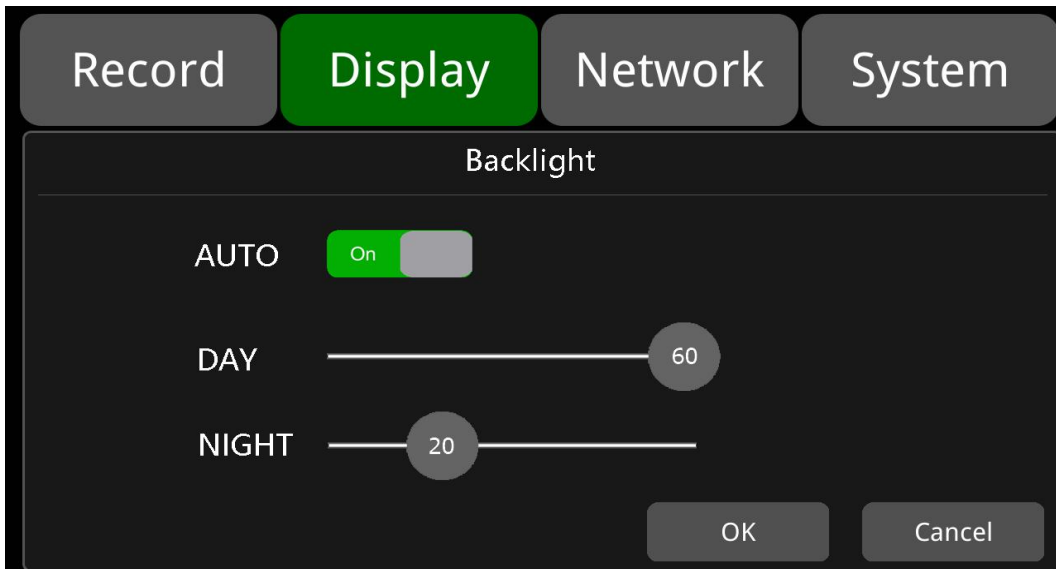 Record Display Network System
Backlight
AUTO On
DAY 60
NIGHT 20
OK Cancel